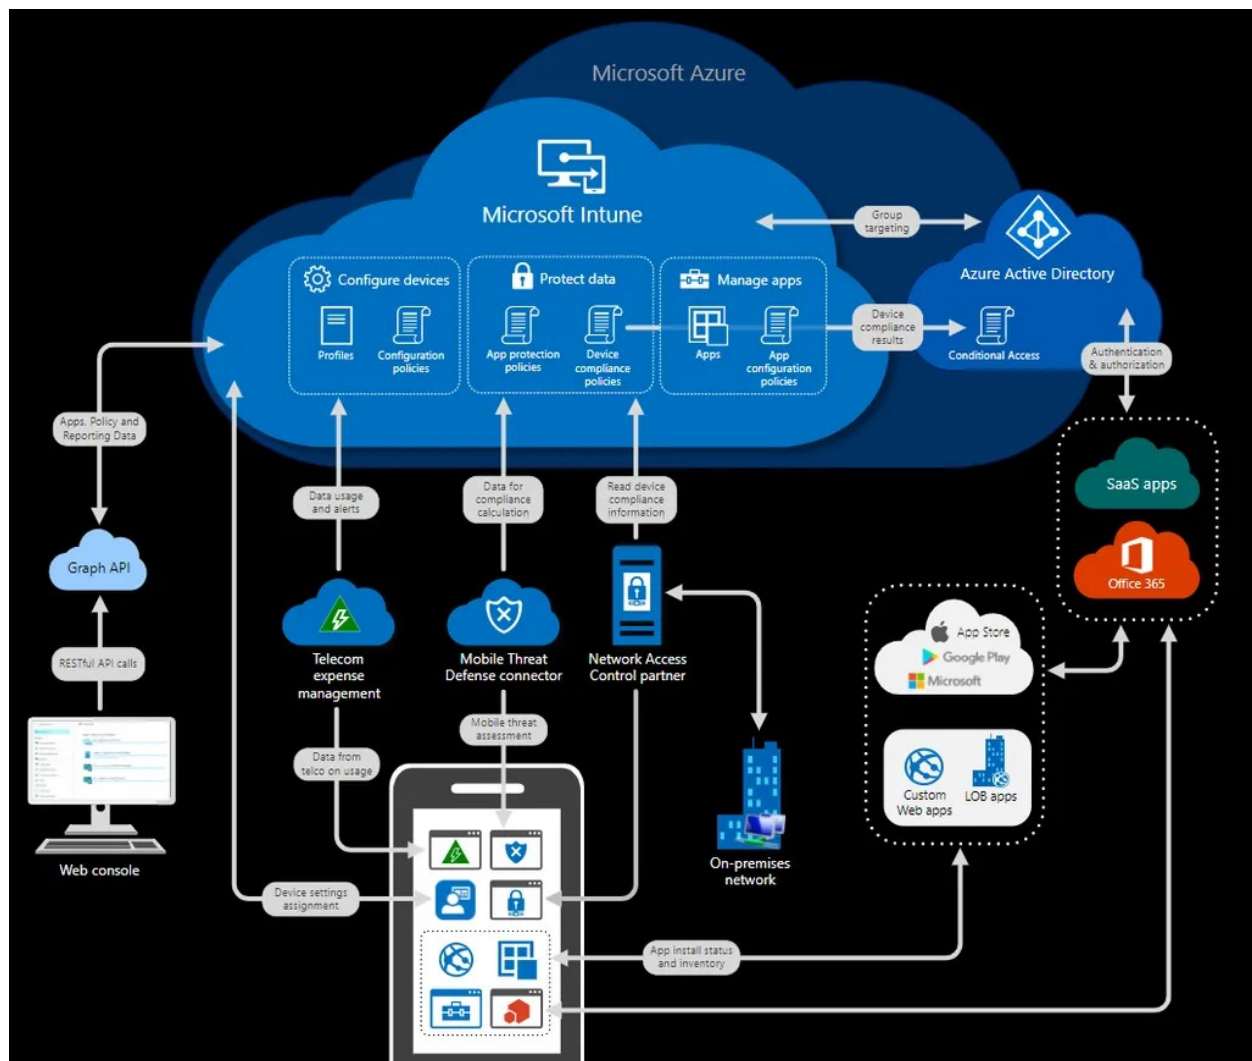 Microsoft Azure
Microsoft Intune
Group
targeting
Azure Active Directory
Configure devices
Protect data
Manage apps
Profiles
Configuration
policies
App protection
policies
Device
compliance
policies
Apps
App
configuration
policies
Device
compliance
results
Conditional Access
Authentication
& authorization
Apps, Policy and
Reporting Data
Data usage
and alerts
Data for
compliance
calculation
Read device
compliance
information
SaaS apps
Office 365
Graph API
RESTful API calls
Telecom
expense
management
Mobile Threat
Defense connector
Network Access
Control partner
App Store
Google Play
Microsoft
Mobile threat
assessment
Data from
telco on usage
Custom
Web apps
LOB apps
Web console
On-premises
network
Device settings
assignment
App install status
and inventory